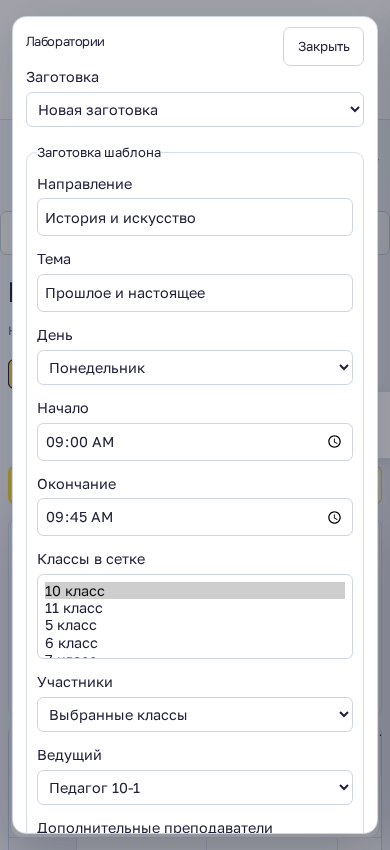 Лаборатории
Закрыть
Заготовка
Новая заготовка
Заготовка шаблона
Направление
История и искусство
Тема
Прошлое и настоящее
День
Понедельник
Начало
09:00 AM
Окончание
09:45 AM
Классы в сетке
10 класс
11 класс
5 класс
6 класс
7 класс
Участники
Выбранные классы
Ведущий
Педагог 10-1
Дополнительные преподаватели